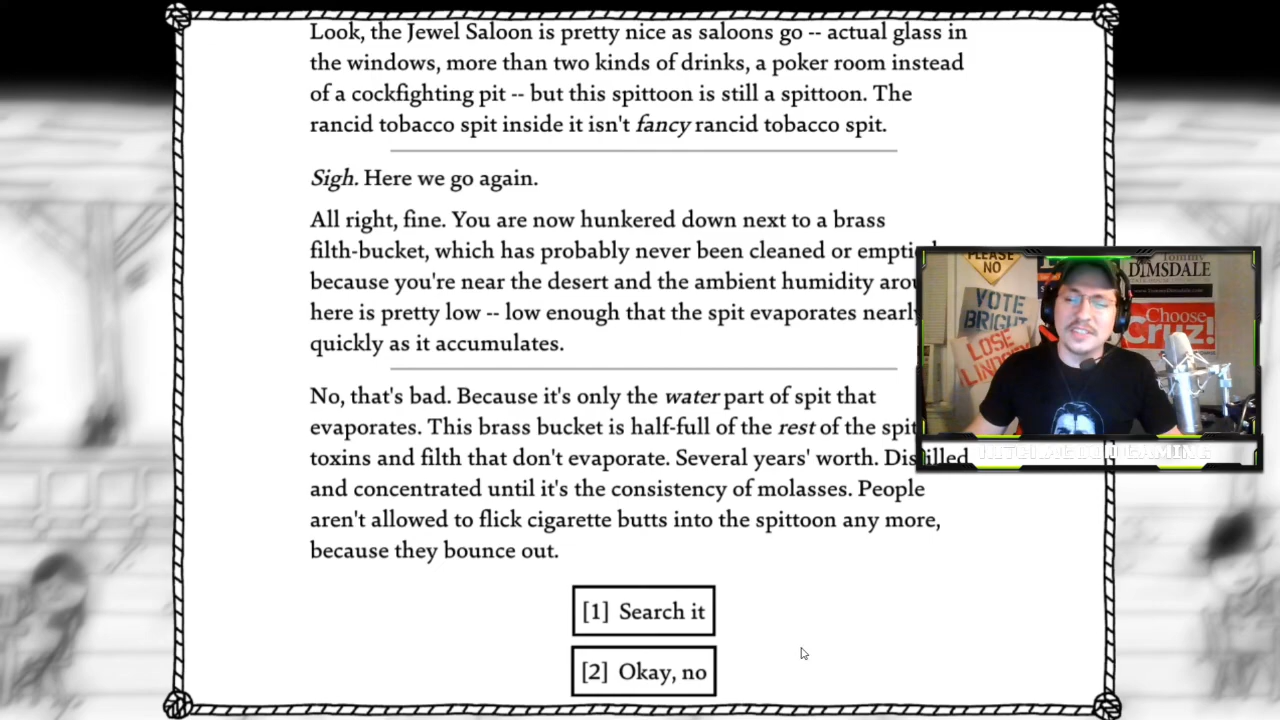 Look, the Jewel Saloon is pretty nice as saloons go -- actual glass in
the windows, more than two kinds of drinks, a poker room instead
of a cockfighting pit -- but this spittoon is still a spittoon. The
rancid tobacco spit inside it isn't fancy rancid tobacco spit.
Sigh. Here we go again.
All right, fine. You are now hunkered down next to a brass
filth-bucket, which has probably never been cleaned or
because you're near the desert and the ambient humidity
here is pretty low -- low enough that the spit evaporates nearly
quickly as it accumulates.
No, that's bad. Because it's only the water part of spit that
evaporates. This brass bucket is half-full of the rest of the spit
toxins and filth that don't evaporate. Several years' worth. Distilled
and concentrated until it's the consistency of molasses. People
aren't allowed to flick cigarette butts into the spittoon any more,
because they bounce out.
[1] Search it
[2] Okay, no
PLEASE
NO
VOTE
BRIGHT
LOSE
Tommy
DIMSDALE
Choose
Cruz!
GAMING